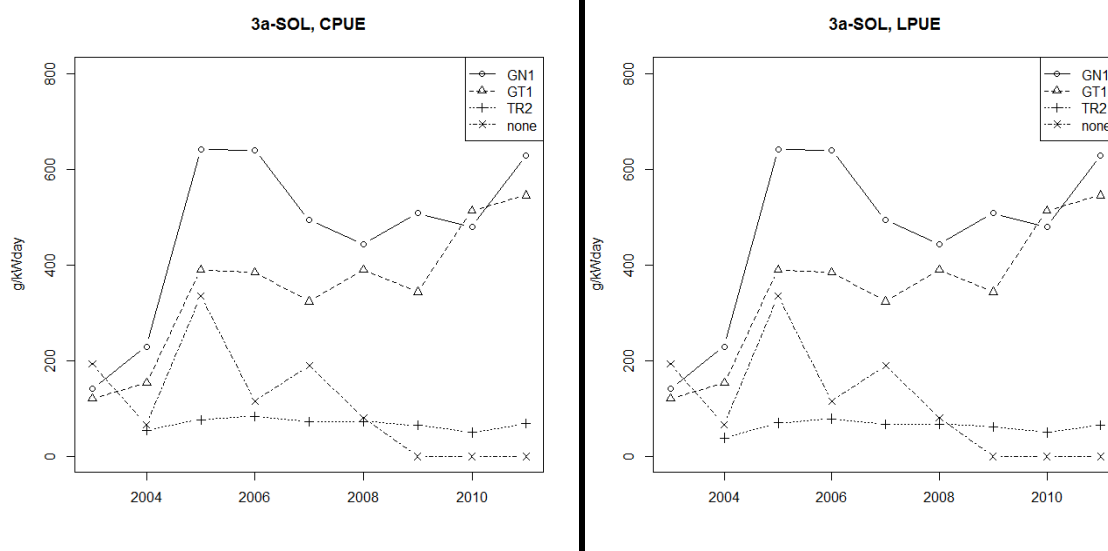 3a-SOL, CPUE
g/kWday
800
600
400
200
0
2004 2006 2008 2010
GN1
GT1
TR2
none
3a-SOL, LPUE
g/kWday
800
600
400
200
0
2004 2006 2008 2010
GN1
GT1
TR2
none